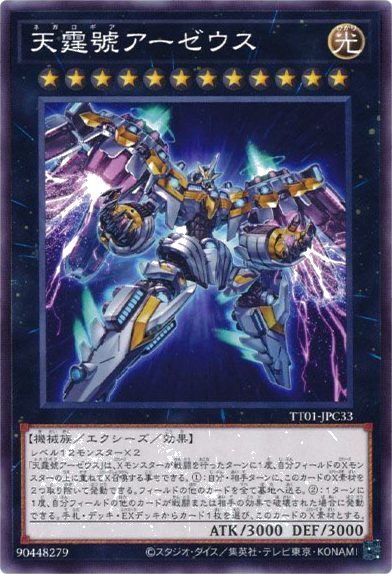 ネガロギア
天霆號アーゼウス
ひかり
光
TT01-JPC33
【機械族／エクシーズ／効果】
レベル１２モンスター×２
「天霆號アーゼウス」は、Xモンスターが戦闘を行ったターンに１度、自分フィールドのXモ
ンスターの上に重ねてX召喚する事もできる。①：自分・相手ターンに、このカードのX素材を
２つ取り除いて発動できる。フィールドの他のカードを全て墓地へ送る。②：１ターンに１
度、自分フィールドの他のカードが戦闘または相手の効果で破壊された場合に発動
できる。手札・デッキ・EXデッキからカード１枚を選び、このカードのX素材とする。
ATK/3000 DEF/3000
90448279
©スタジオ・ダイス／集英社・テレビ東京・KONAMI